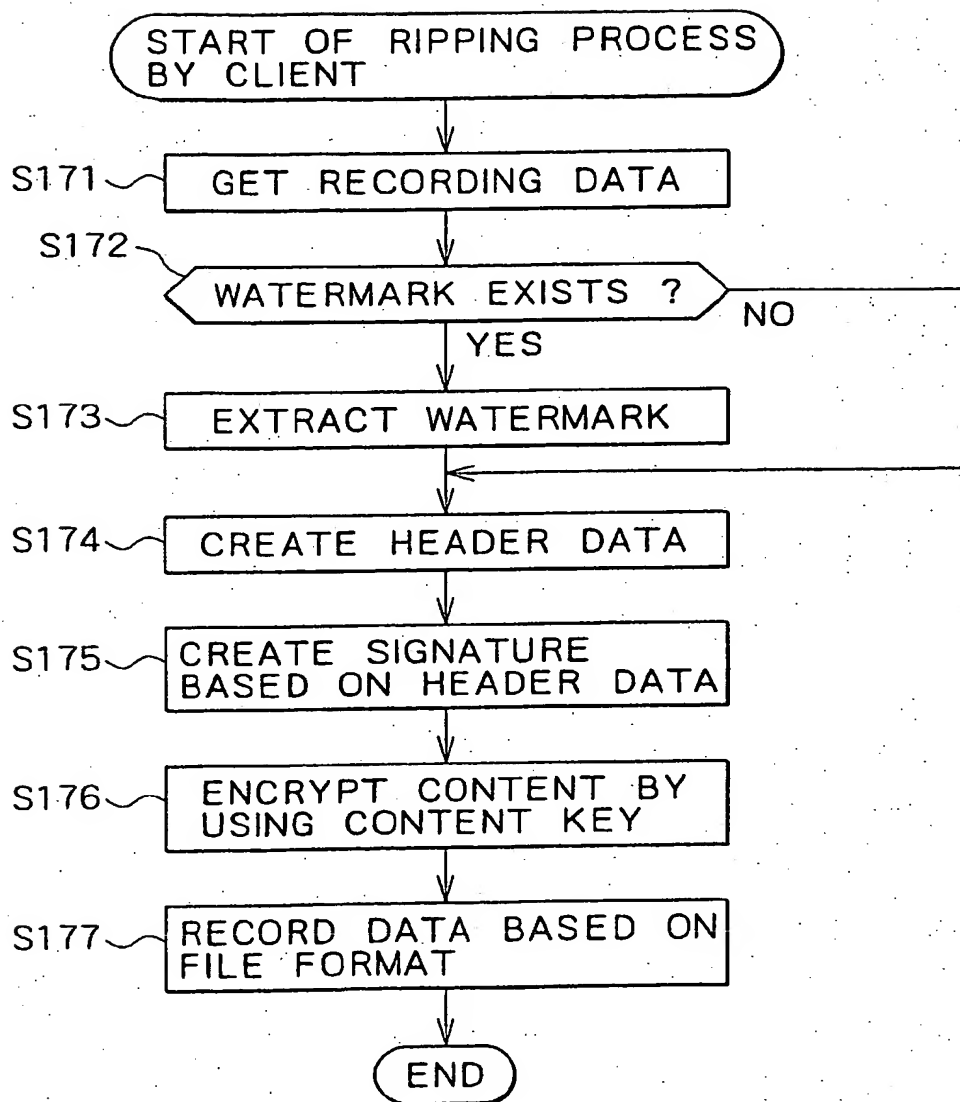 START OF RIPPING PROCESS
BY CLIENT
S171
GET RECORDING DATA
S172
WATERMARK EXISTS ?
NO
YES
S173
EXTRACT WATERMARK
S174
CREATE HEADER DATA
S175
CREATE SIGNATURE
BASED ON HEADER DATA
S176
ENCRYPT CONTENT BY
USING CONTENT KEY
S177
RECORD DATA BASED ON
FILE FORMAT
END